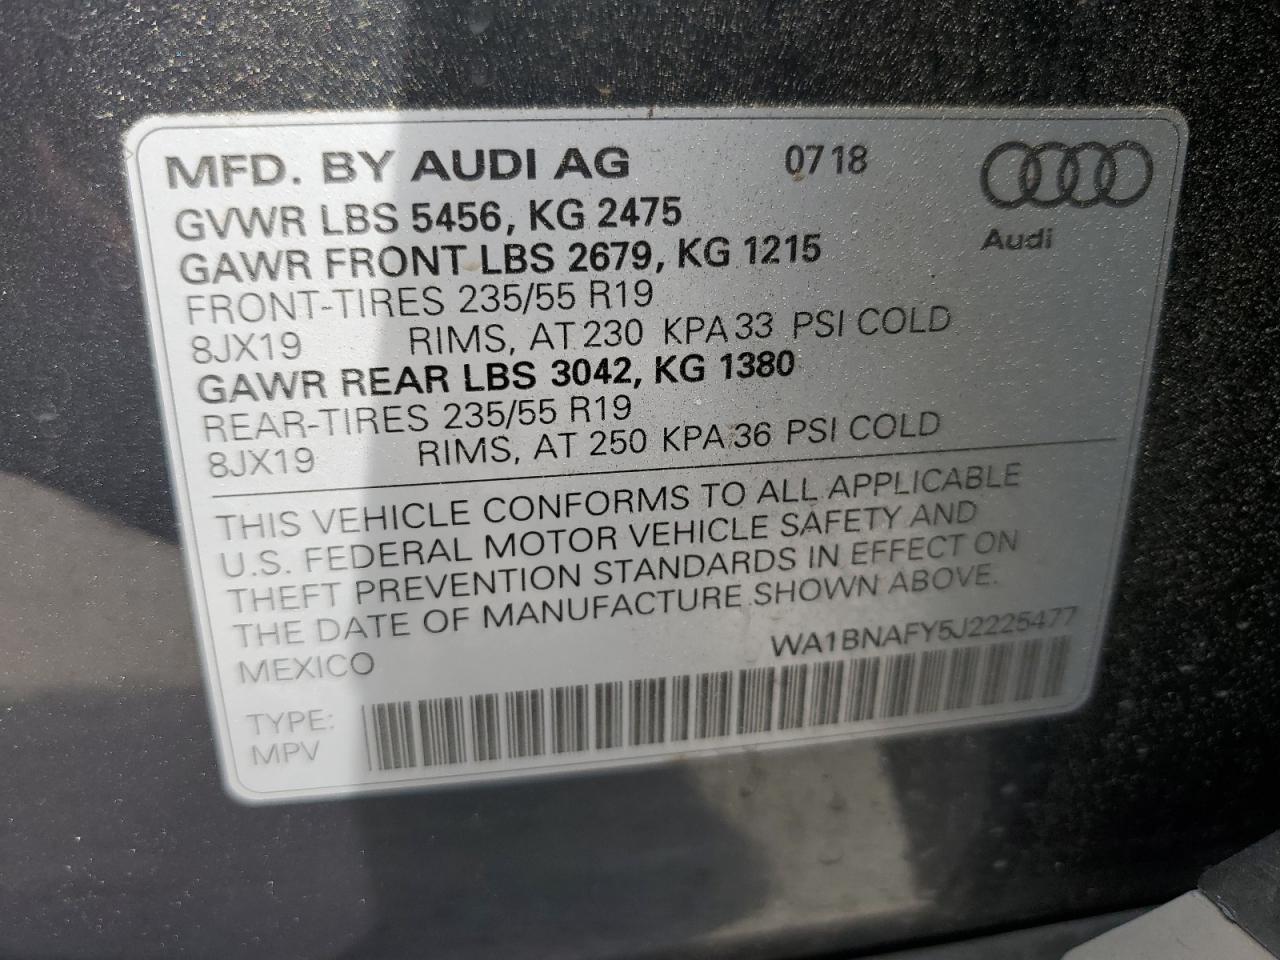 MFD. BY AUDI AG 0718
GVWR LBS 5456, KG 2475
GAWR FRONT LBS 2679, KG 1215
Audi
FRONT-TIRES 235/55 R19
8JX19 RIMS, AT 230 KPA 33 PSI COLD
GAWR REAR LBS 3042, KG 1380
REAR-TIRES 235/55 R19
8JX19 RIMS, AT 250 KPA 36 PSI COLD
THIS VEHICLE CONFORMS TO ALL APPLICABLE
U.S. FEDERAL MOTOR VEHICLE SAFETY AND
THEFT PREVENTION STANDARDS IN EFFECT ON
THE DATE OF MANUFACTURE SHOWN ABOVE.
MEXICO WA1BNAFY5J2225477
TYPE:
MPV